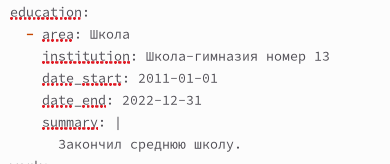 education:
- area: Школа
institution: Школа-гимназия номер 13
date_start: 2011-01-01
date_end: 2022-12-31
summary: |
Закончил среднюю школу.